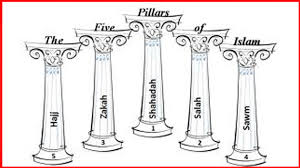 The Five Pillars of Islam
Hajj
5
Zakah
3
Shahadah
1
Salah
2
Sawm
4